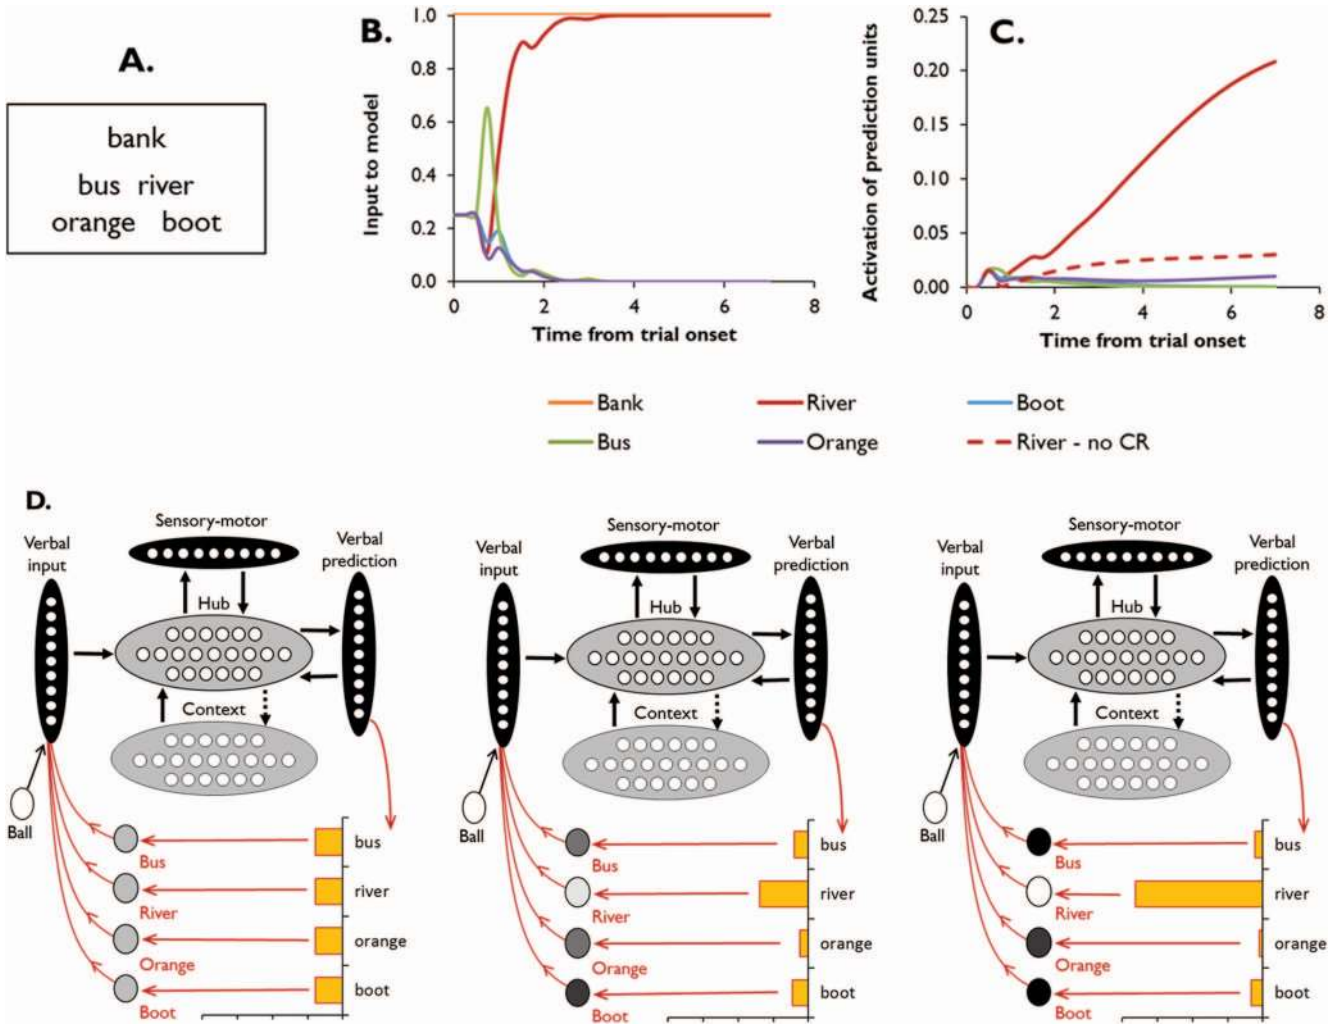 A.
bank
bus river
orange boot
B.
Input to model
1.0
0.8
0.6
0.4
0.2
0.0
0 2 4 6 8
Time from trial onset
C.
Activation of prediction units
0.25
0.20
0.15
0.10
0.05
0.00
0 2 4 6 8
Time from trial onset
Bank River Boot
Bus Orange River - no CR
D.
Sensory-motor
Verbal
input
Verbal
prediction
Hub
Context
Ball
Bus
bus
River
river
Orange
orange
Boot
boot
Sensory-motor
Verbal
input
Verbal
prediction
Hub
Context
Ball
Bus
bus
River
river
Orange
orange
Boot
boot
Sensory-motor
Verbal
input
Verbal
prediction
Hub
Context
Ball
Bus
bus
River
river
Orange
orange
Boot
boot